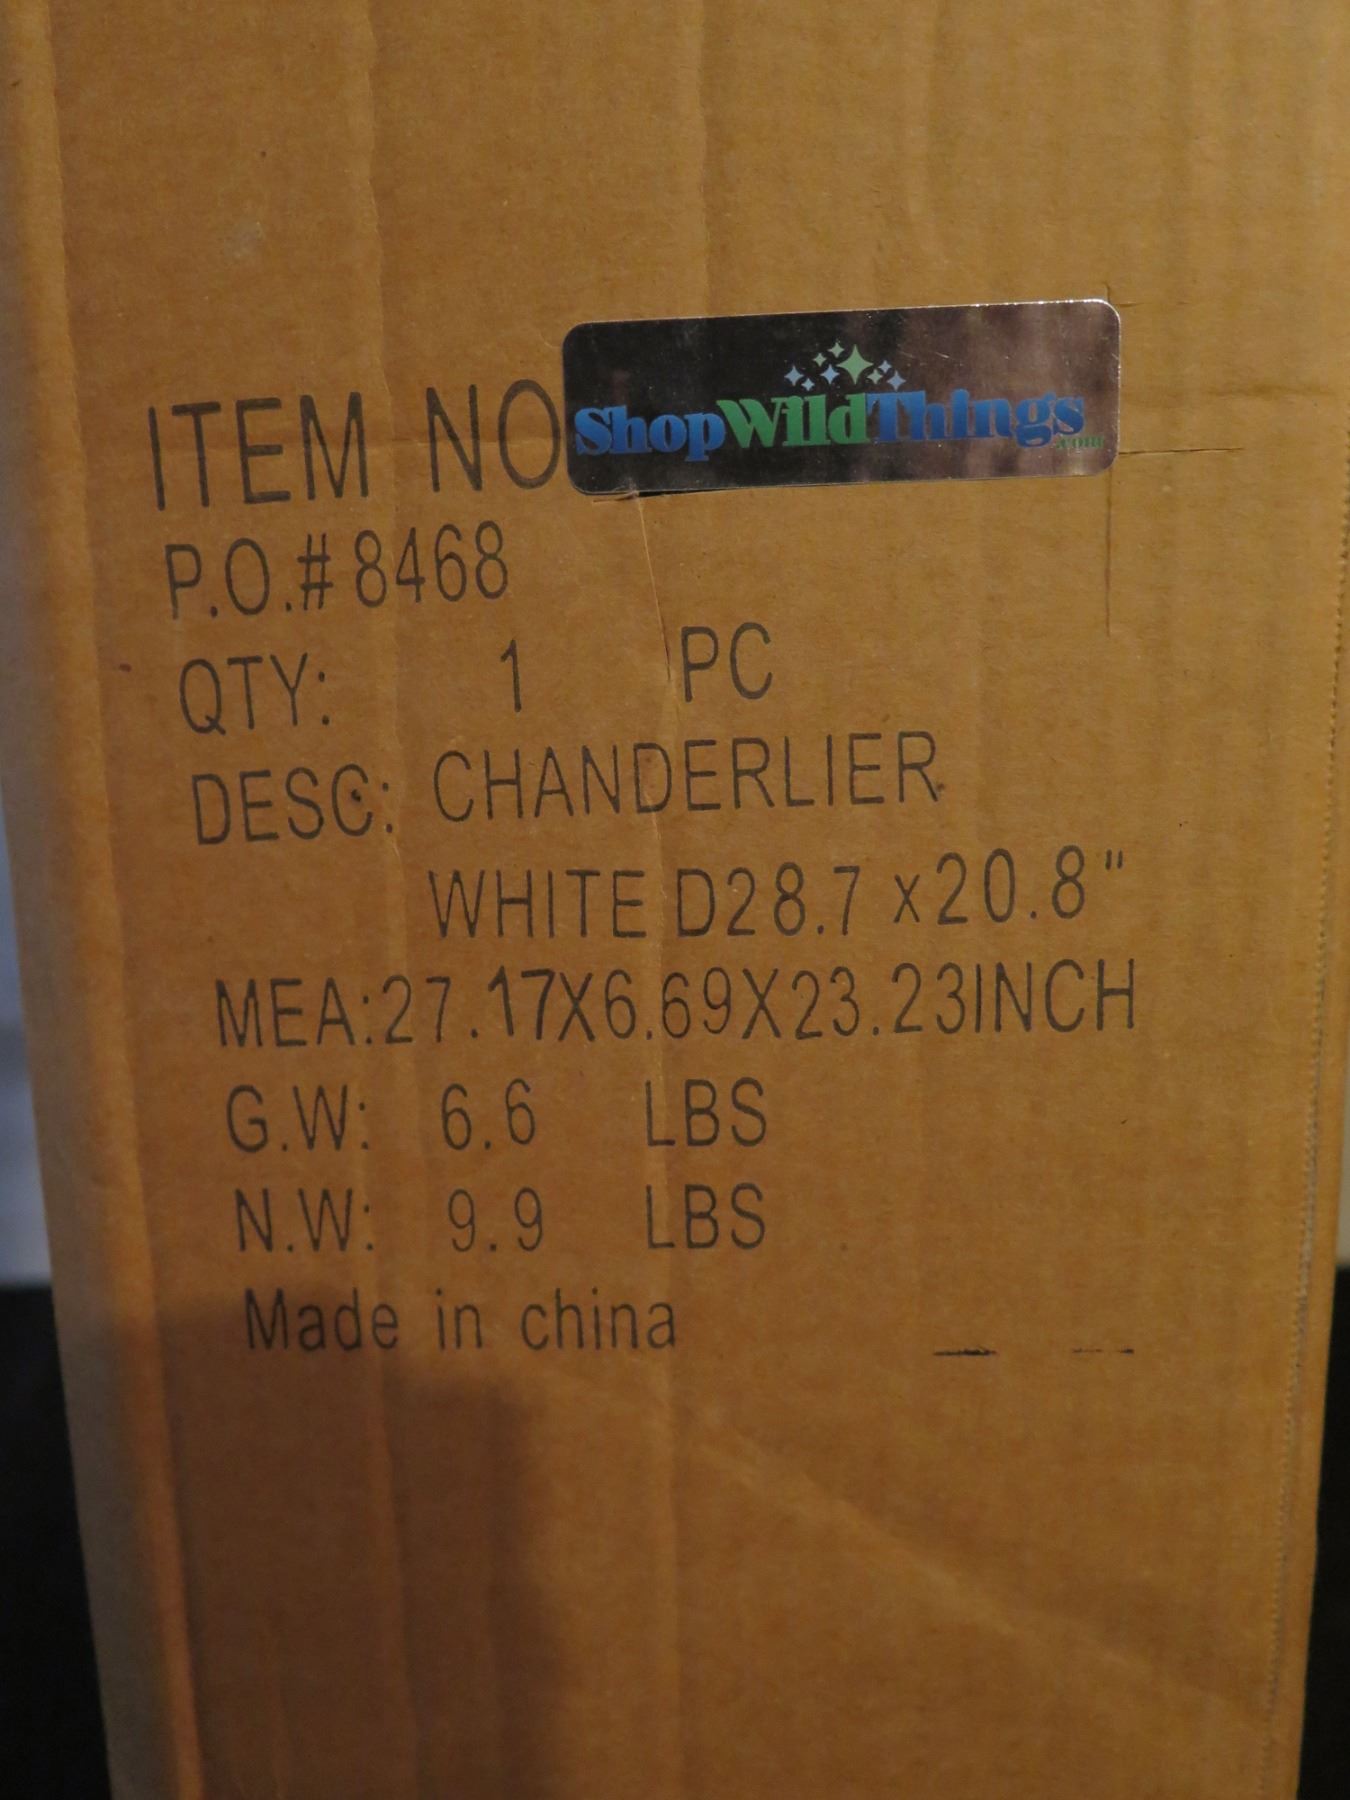 ITEM NO
ShopWildThings
.com
P.O.#8468
QTY: 1 PC
DESC: CHANDERLIER
WHITE D28.7 x20.8"
MEA:27.17X6.69X23.23INCH
G.W: 6.6 LBS
N.W: 9.9 LBS
Made in china